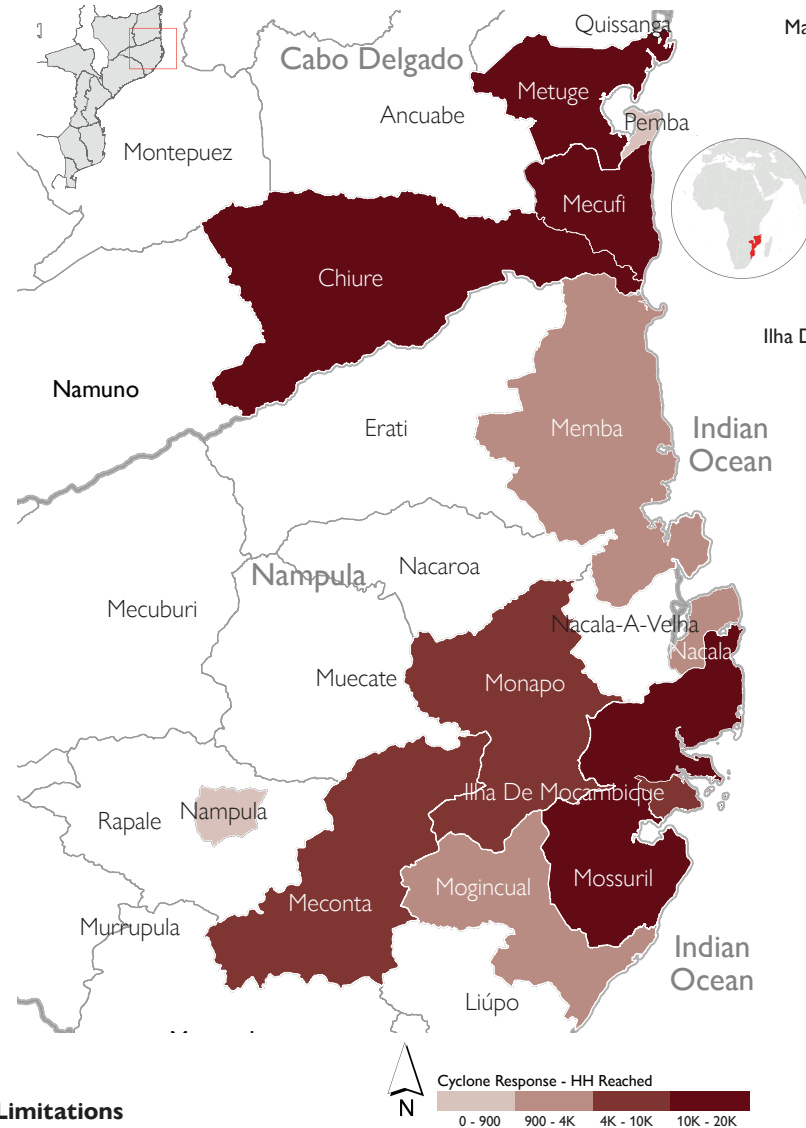 Quissanga
Ma
Cabo Delgado
Metuge
Ancuabe
Pemba
Montepuez
Mecufi
Chiure
Ilha D
Namuno
Erati
Memba
Indian
Ocean
Nacaroa
Nampula
Mecuburi
Nacala-A-Velha
Nacala
Muecate
Monapo
Ilha De Moçambique
Nampula
Rapale
Mossuril
Mogincual
Meconta
Murrupula
Indian
Ocean
Liúpo
N
Cyclone Response - HH Reached
0 - 900 900 - 4K 4K - 10K 10K - 20K
Limitations